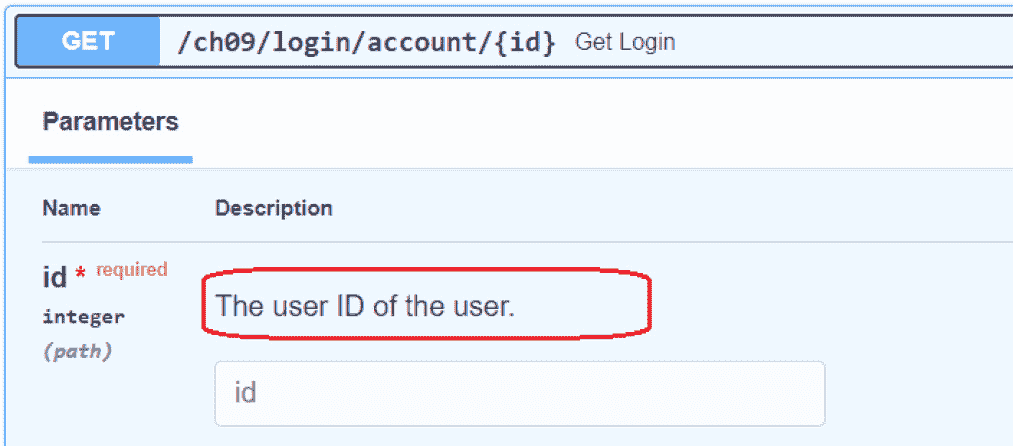 GET /ch09/login/account/{id} Get Login
Parameters
Name Description
id * required
The user ID of the user.
integer
(path)
id